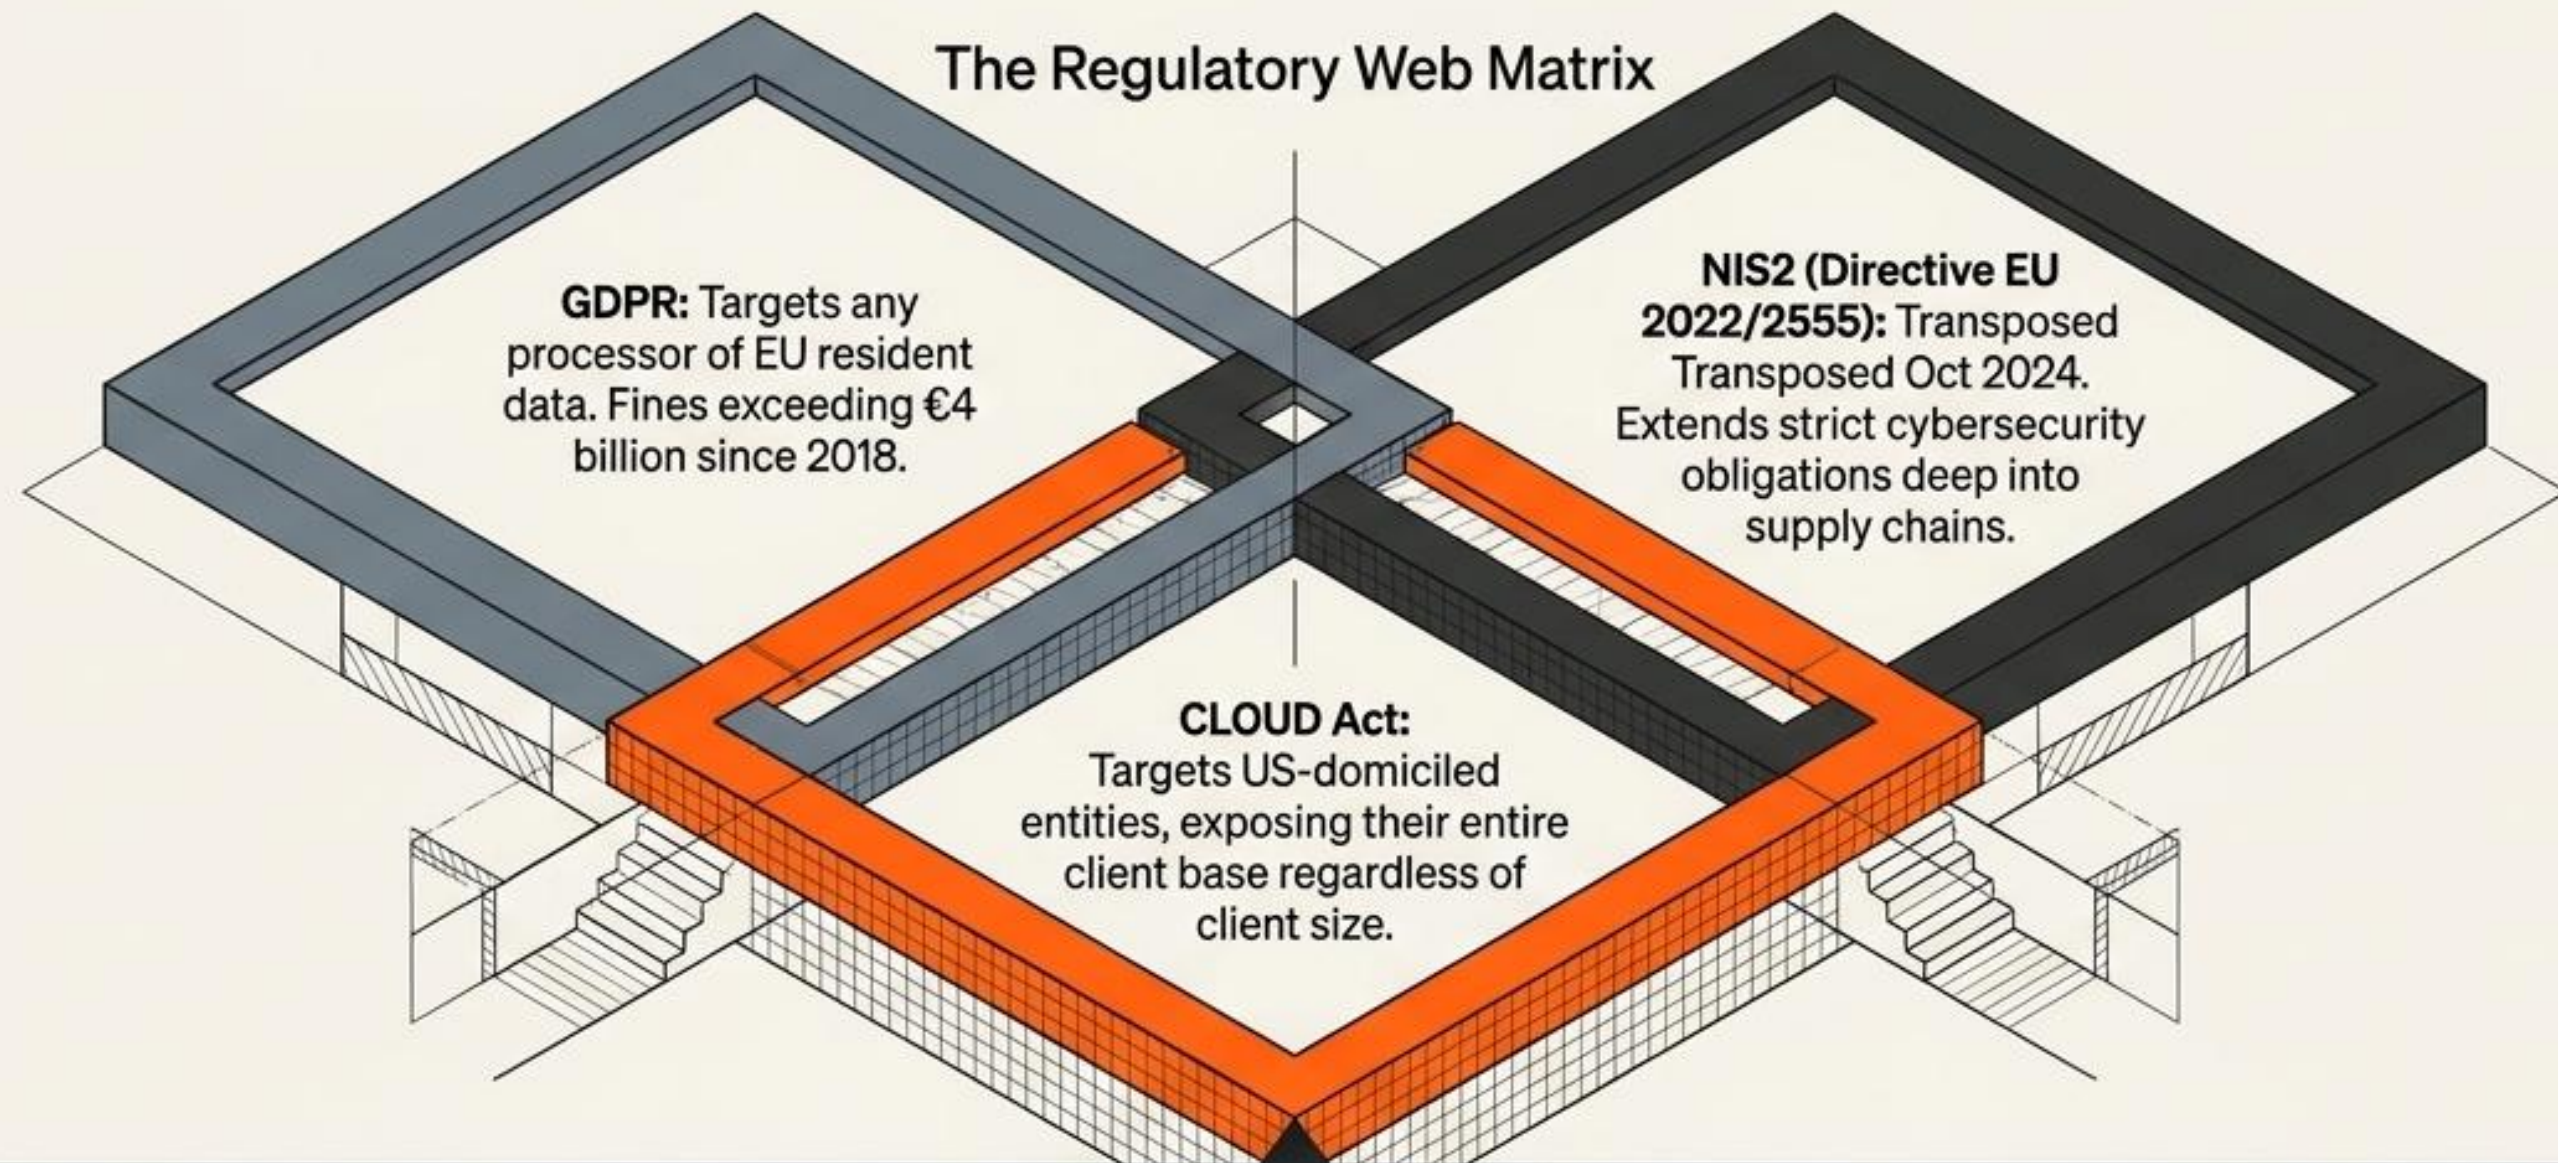 The Regulatory Web Matrix
GDPR: Targets any
processor of EU resident
data. Fines exceeding €4
billion since 2018.
NIS2 (Directive EU
2022/2555): Transposed
Transposed Oct 2024.
Extends strict cybersecurity
obligations deep into
supply chains.
CLOUD Act:
Targets US-domiciled
entities, exposing their entire
client base regardless of
client size.